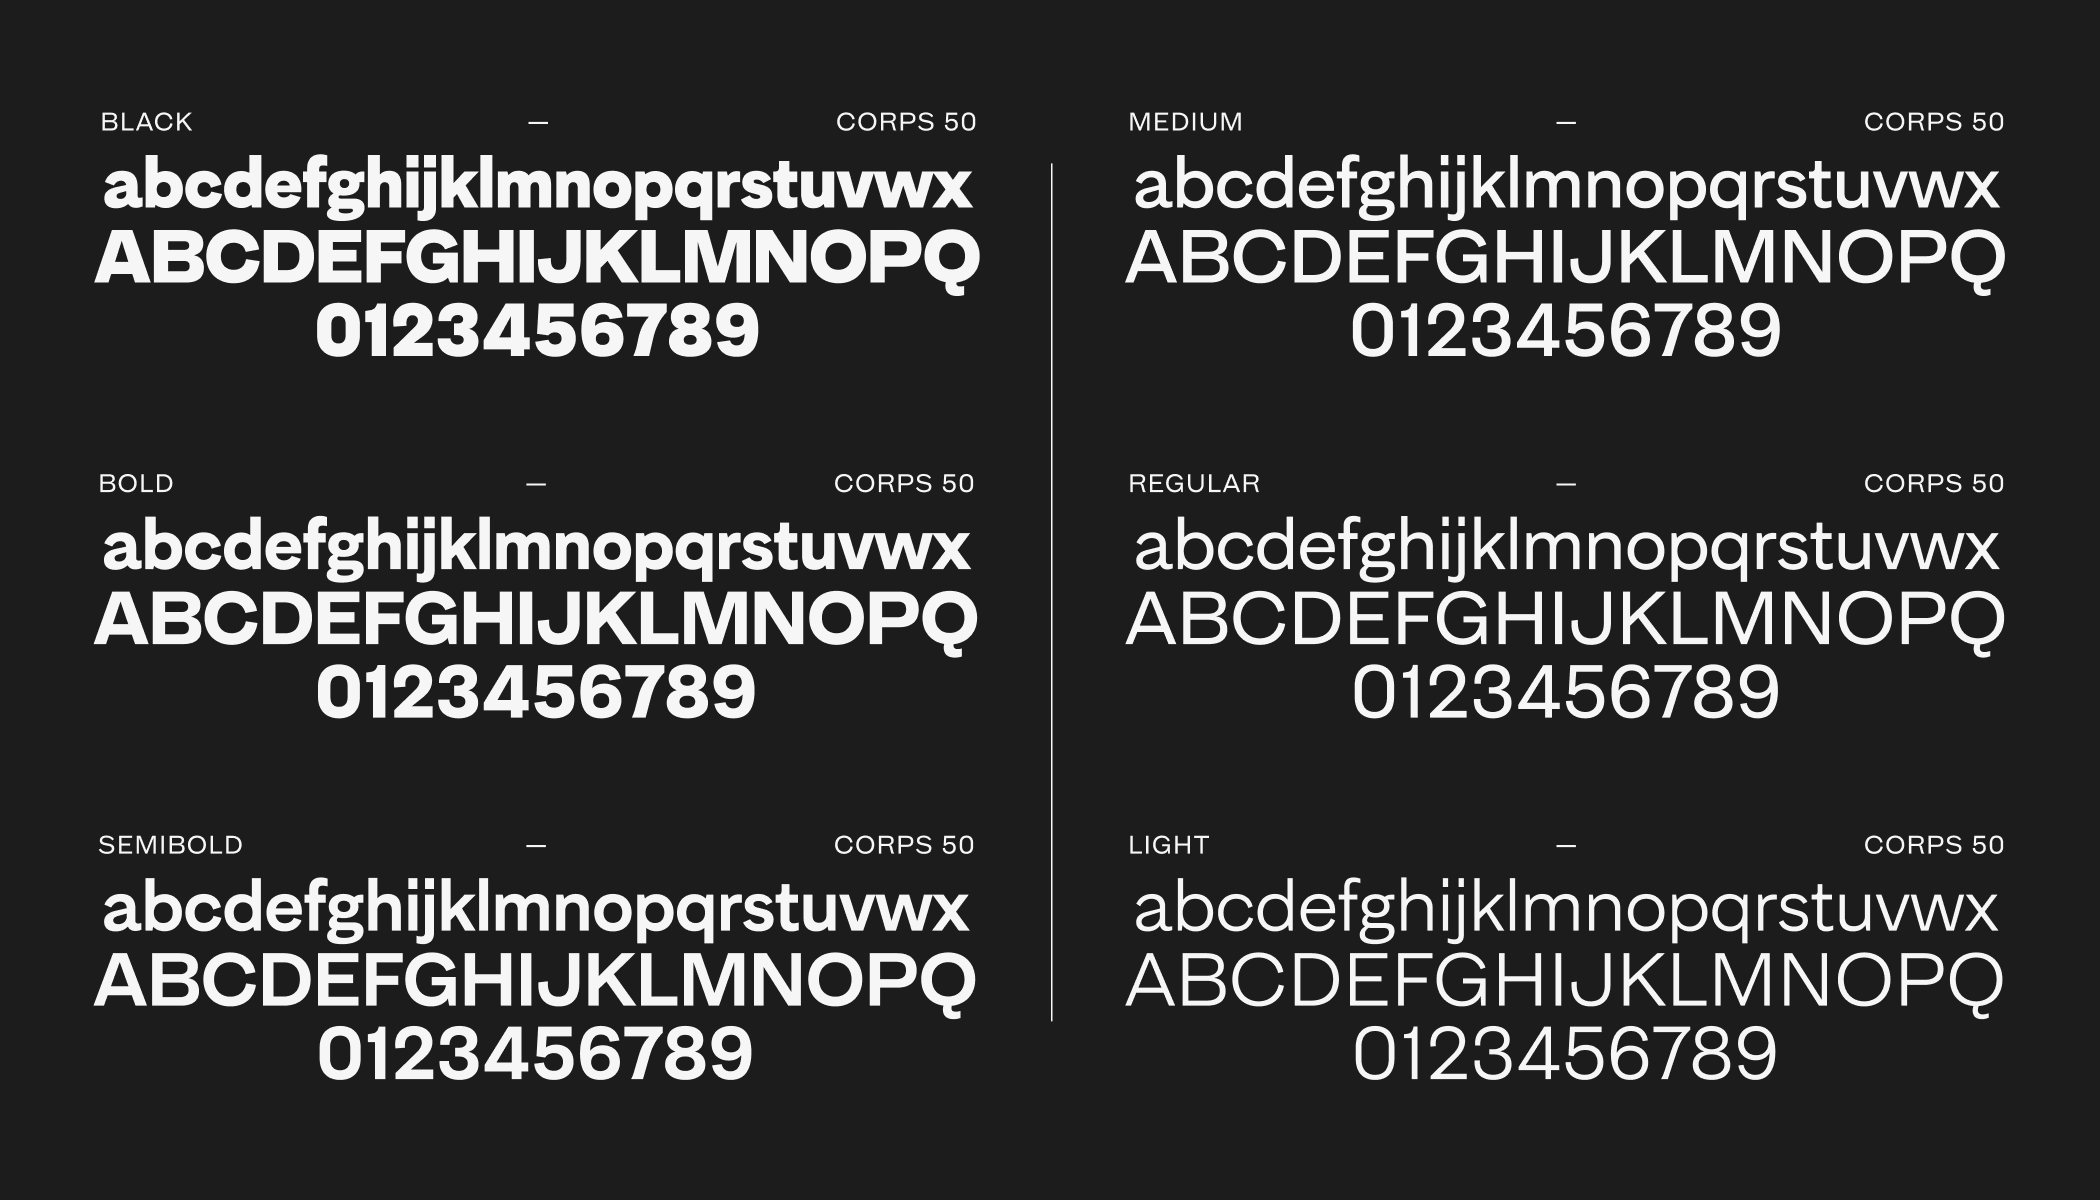 BLACK — CORPS 50
abcdefghijklmnopqrstuvwx
ABCDEFGHIJKLMNOPQ
0123456789
BOLD — CORPS 50
abcdefghijklmnopqrstuvwx
ABCDEFGHIJKLMNOPQ
0123456789
SEMIBOLD — CORPS 50
abcdefghijklmnopqrstuvwx
ABCDEFGHIJKLMNOPQ
0123456789
MEDIUM — CORPS 50
abcdefghijklmnopqrstuvwx
ABCDEFGHIJKLMNOPQ
0123456789
REGULAR — CORPS 50
abcdefghijklmnopqrstuvwx
ABCDEFGHIJKLMNOPQ
0123456789
LIGHT — CORPS 50
abcdefghijklmnopqrstuvwx
ABCDEFGHIJKLMNOPQ
0123456789